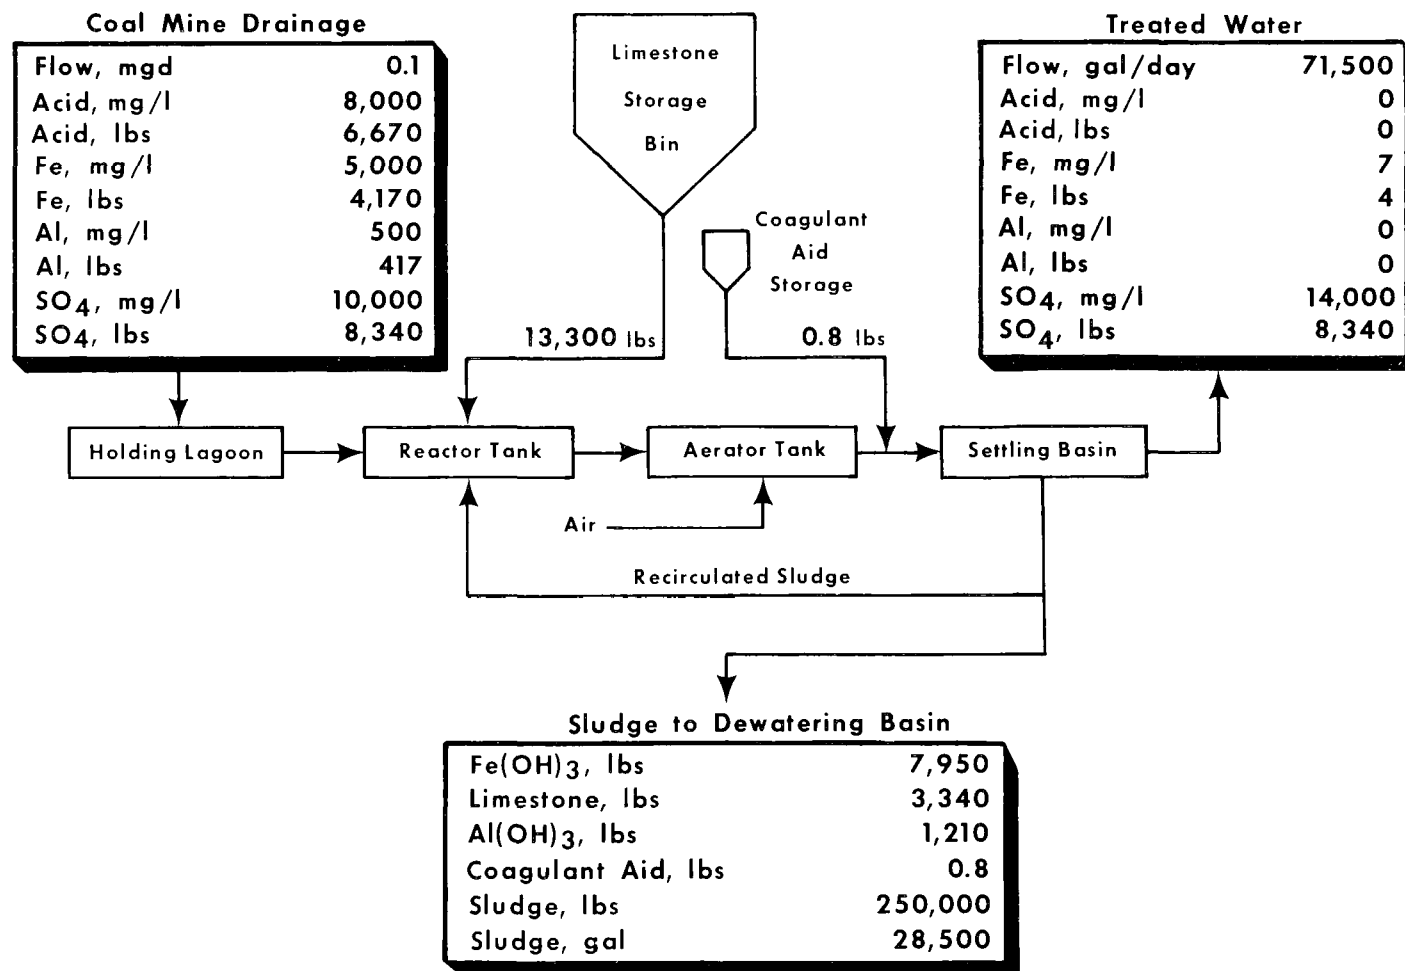 Coal Mine Drainage
Flow, mgd 0.1
Acid, mg/l 8,000
Acid, lbs 6,670
Fe, mg/l 5,000
Fe, lbs 4,170
Al, mg/l 500
Al, lbs 417
SO4, mg/l 10,000
SO4, lbs 8,340
Limestone
Storage
Bin
Coagulant
Aid
Storage
Treated Water
Flow, gal/day 71,500
Acid, mg/l 0
Acid, lbs 0
Fe, mg/l 7
Fe, lbs 4
Al, mg/l 0
Al, lbs 0
SO4, mg/l 14,000
SO4, lbs 8,340
13,300 lbs
0.8 lbs
Holding Lagoon
Reactor Tank
Aerator Tank
Settling Basin
Air
Recirculated Sludge
Sludge to Dewatering Basin
Fe(OH)3, lbs 7,950
Limestone, lbs 3,340
Al(OH)3, lbs 1,210
Coagulant Aid, lbs 0.8
Sludge, lbs 250,000
Sludge, gal 28,500